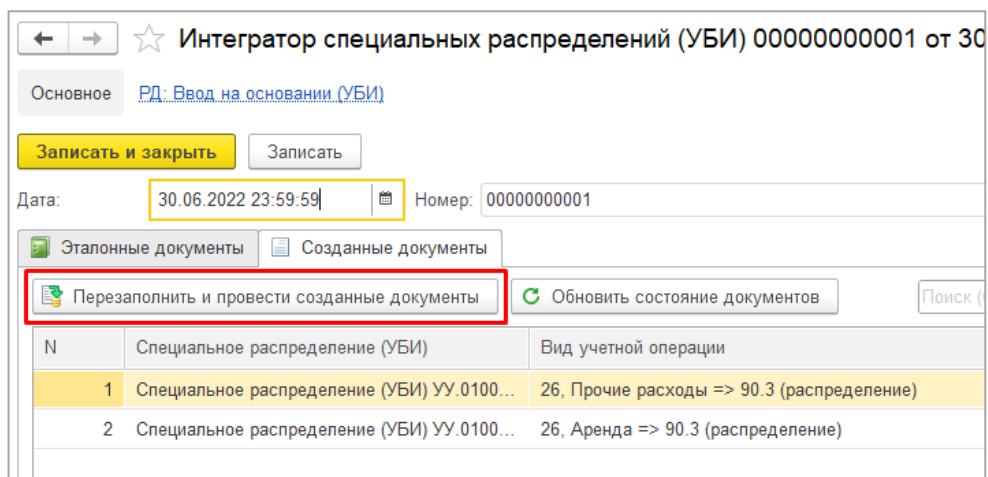 Интегратор специальных распределений (УБИ) 00000000001 от 30
Основное РД: Ввод на основании (УБИ)
Записать и закрыть Записать
Дата: 30.06.2022 23:59:59 Номер: 00000000001
Эталонные документы Созданные документы
Перезаполнить и провести созданные документы Обновить состояние документов Поиск (
N Специальное распределение (УБИ) Вид учетной операции
1 Специальное распределение (УБИ) УУ.0100... 26, Прочие расходы => 90.3 (распределение)
2 Специальное распределение (УБИ) УУ.0100... 26, Аренда => 90.3 (распределение)